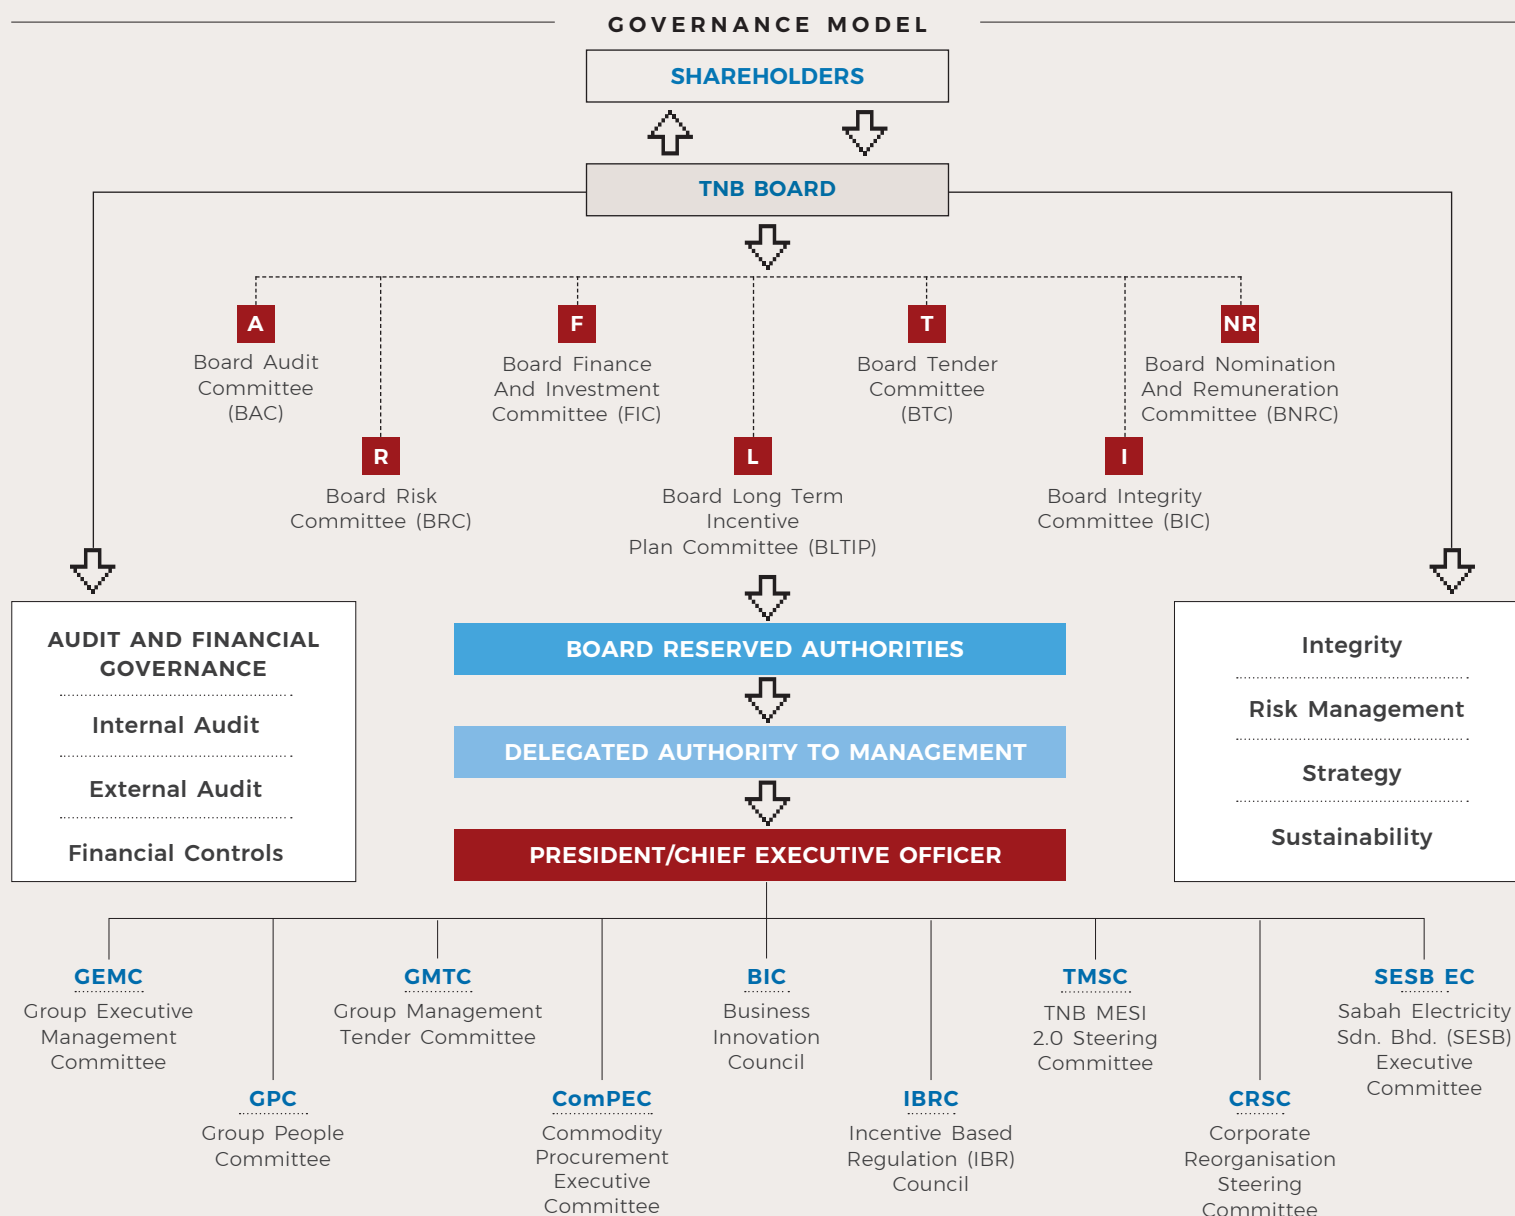 GOVERNANCE MODEL
SHAREHOLDERS
TNB BOARD
A
Board Audit
Committee
(BAC)
F
Board Finance
And Investment
Committee (FIC)
T
Board Tender
Committee
(BTC)
NR
Board Nomination
And Remuneration
Committee (BNRC)
R
Board Risk
Committee (BRC)
L
Board Long Term
Incentive
Plan Committee (BLTIP)
I
Board Integrity
Committee (BIC)
AUDIT AND FINANCIAL
GOVERNANCE
Internal Audit
External Audit
Financial Controls
BOARD RESERVED AUTHORITIES
DELEGATED AUTHORITY TO MANAGEMENT
PRESIDENT/CHIEF EXECUTIVE OFFICER
Integrity
Risk Management
Strategy
Sustainability
GEMC
Group Executive
Management
Committee
GMTC
Group Management
Tender Committee
BIC
Business
Innovation
Council
TMSC
TNB MESI
2.0 Steering
Committee
SESB EC
Sabah Electricity
Sdn. Bhd. (SESB)
Executive
Committee
GPC
Group People
Committee
ComPEC
Commodity
Procurement
Executive
Committee
IBRC
Incentive Based
Regulation (IBR)
Council
CRSC
Corporate
Reorganisation
Steering
Committee